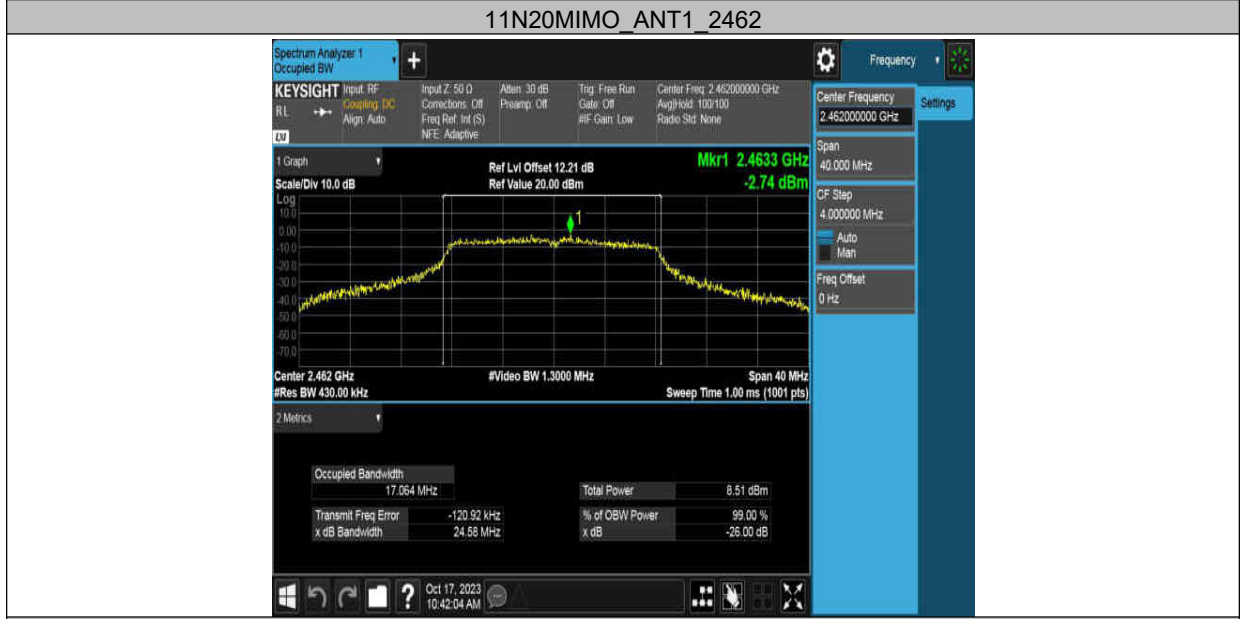 11N20MIMO_ANT1_2462
Spectrum Analyzer 1
Occupied BW
+
Frequency
KEYSIGHT
RL
LXI
Input: RF
Coupling: DC
Align: Auto
Input Z: 50 Ω
Corrections: Off
Freq Ref: Int (S)
NFE: Adaptive
Atten: 30 dB
Preamp: Off
Trig: Free Run
Gate: Off
#IF Gain: Low
Center Freq: 2.462000000 GHz
Avg|Hold: 100/100
Radio Std: None
Center Frequency
2.462000000 GHz
Settings
Span
40.000 MHz
CF Step
4.000000 MHz
Auto
Man
Freq Offset
0 Hz
1 Graph
Scale/Div 10.0 dB
Ref Lvl Offset 12.21 dB
Ref Value 20.00 dBm
Mkr1 2.4633 GHz
-2.74 dBm
Log
10.0
0.00
-10.0
-20.0
-30.0
-40.0
-50.0
-60.0
-70.0
1
Center 2.462 GHz
#Res BW 430.00 kHz
#Video BW 1.3000 MHz
Span 40 MHz
Sweep Time 1.00 ms (1001 pts)
2 Metrics
Occupied Bandwidth
17.064 MHz
Total Power 8.51 dBm
Transmit Freq Error -120.92 kHz
% of OBW Power 99.00 %
x dB Bandwidth 24.58 MHz
x dB -26.00 dB
?
Oct 17, 2023
10:42:04 AM